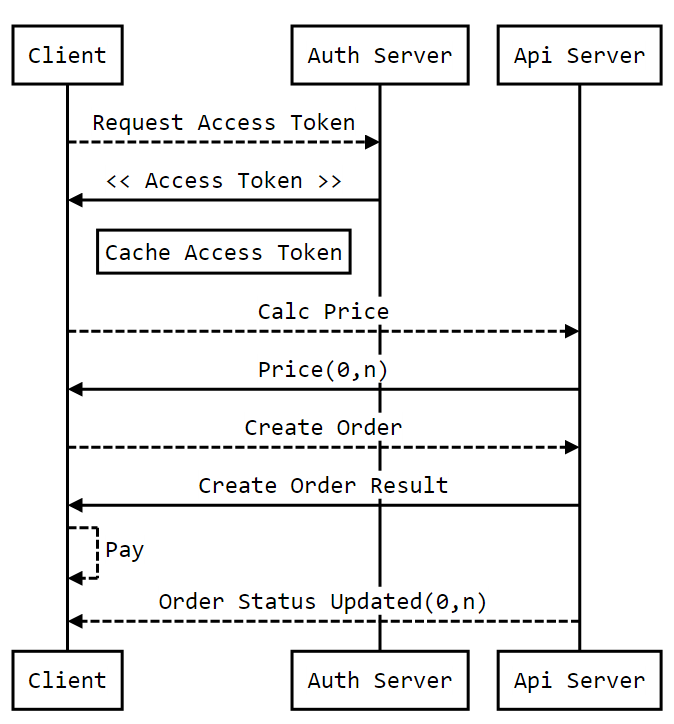 Client
Auth Server
Api Server
Request Access Token
<< Access Token >>
Cache Access Token
Calc Price
Price(0,n)
Create Order
Create Order Result
Pay
Order Status Updated(0,n)
Client
Auth Server
Api Server